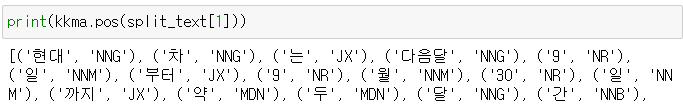 print(kkma.pos(split_text[1]))
[('현대', 'NNG'), ('차', 'NNG'), ('는', 'JX'), ('다음달', 'NNG'), ('9', 'NR'),
('일', 'NNM'), ('부터', 'JX'), ('9', 'NR'), ('월', 'NNM'), ('30', 'NR'), ('일', 'NN
M'), ('까지', 'JX'), ('약', 'MDN'), ('두', 'MDN'), ('달', 'NNG'), ('간', 'NNB'),